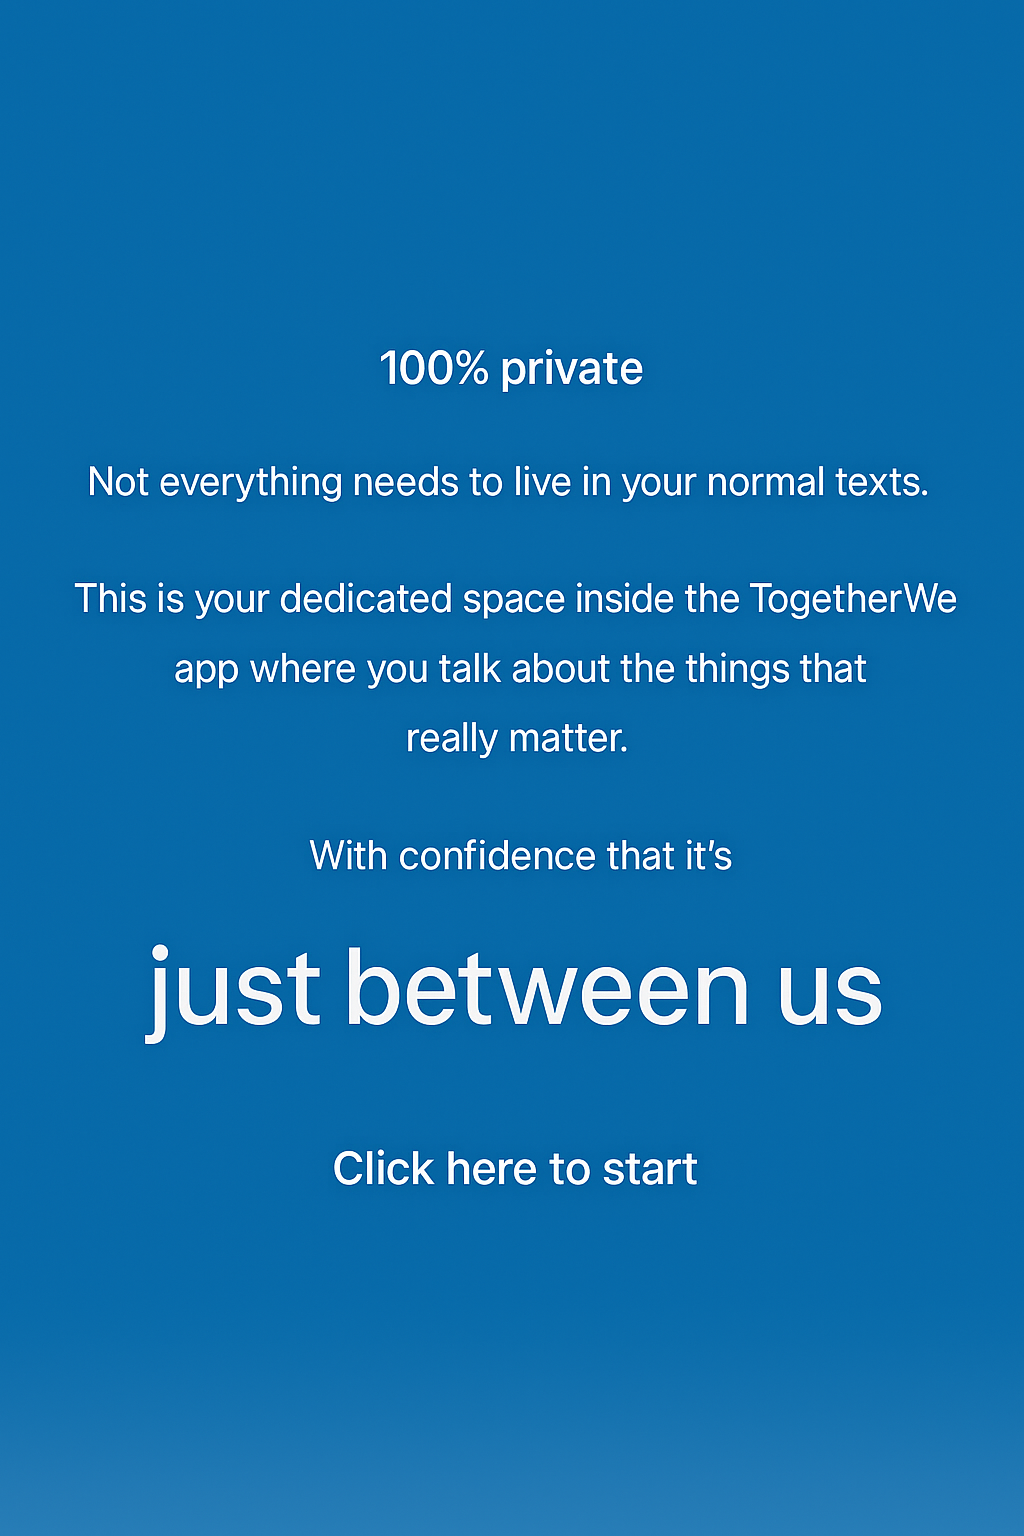 100% private
Not everything needs to live in your normal texts.
This is your dedicated space inside the TogetherWe
app where you talk about the things that
really matter.
With confidence that it’s
just between us
Click here to start